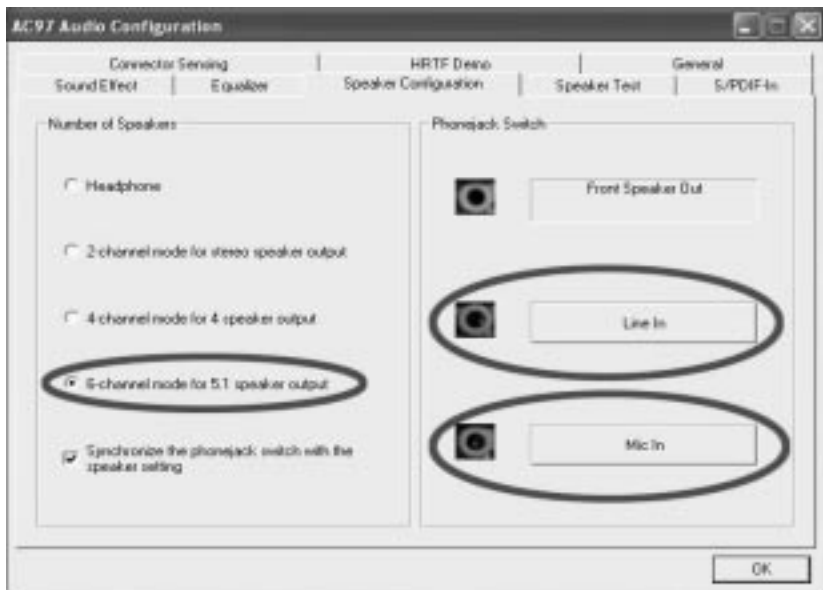 AC97 Audio Configuration
Connector Sensing
HRTF Demo
General
Sound Effect
Equalizer
Speaker Configuration
Speaker Test
S/PDIF-In
Number of Speakers
Phonejack Switch
Headphone
Front Speaker Out
2-channel mode for stereo speaker output
4-channel mode for 4 speaker output
Line In
6-channel mode for 5.1 speaker output
Mic In
Synchronize the phonejack switch with the
speaker setting
OK